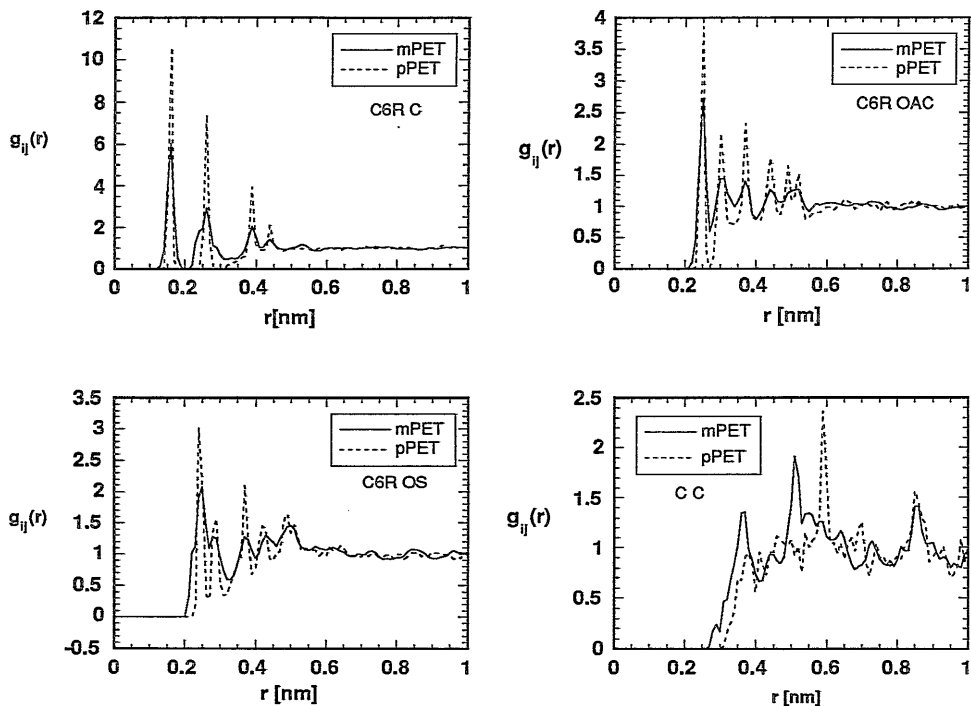 12
10
8
6
4
2
0
g_ij(r)
mPET
pPET
C6R C
0 0.2 0.4 0.6 0.8 1
r[nm]
4
3.5
3
2.5
2
1.5
1
0.5
0
g_ij(r)
mPET
pPET
C6R OAC
0 0.2 0.4 0.6 0.8 1
r [nm]
3.5
3
2.5
2
1.5
1
0.5
0
-0.5
g_ij(r)
mPET
pPET
C6R OS
0 0.2 0.4 0.6 0.8 1
r [nm]
2.5
2
1.5
1
0.5
0
g_ij(r)
mPET
pPET
C C
0 0.2 0.4 0.6 0.8 1
r [nm]